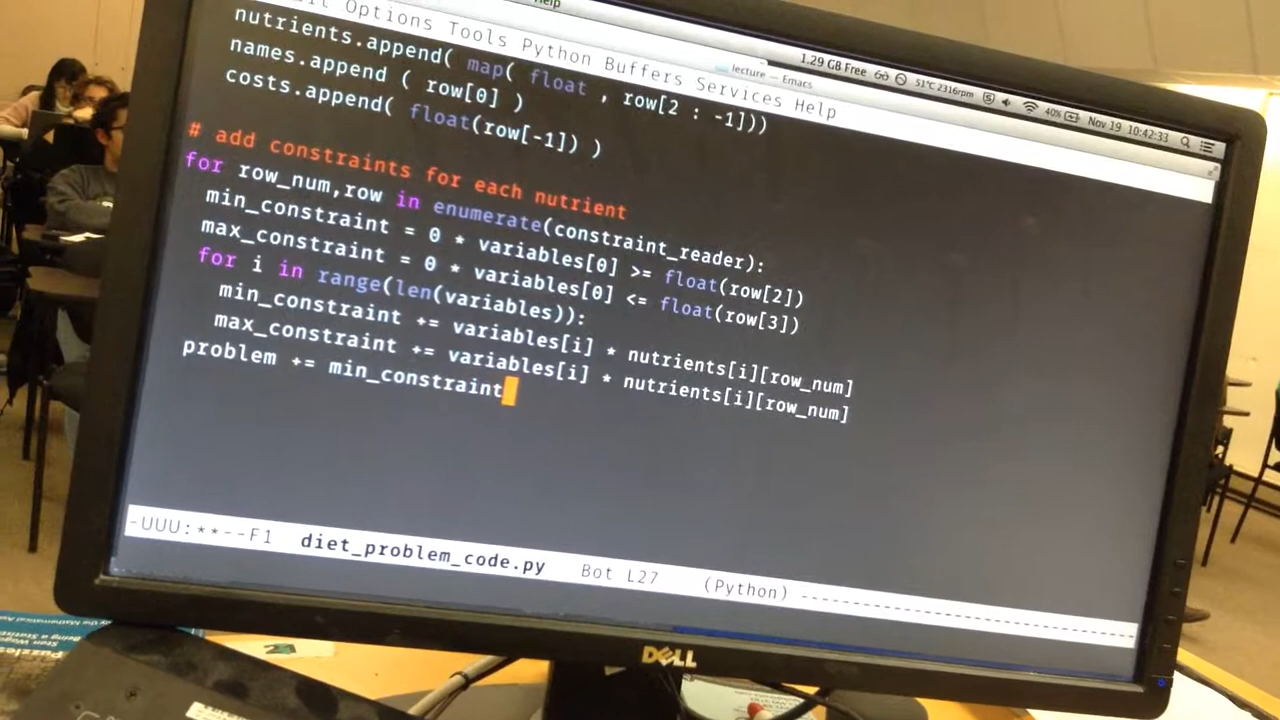 Help
Options Tools Python Buffers Services Help
1.29 GB Free 51°C 2316rpm 40% Nov 19 10:42:33
lecture — Emacs
nutrients.append( map( float , row[2 : -1]))
names.append ( row[0] )
costs.append( float(row[-1]) )
# add constraints for each nutrient
for row_num,row in enumerate(constraint_reader):
min_constraint = 0 * variables[0] >= float(row[2])
max_constraint = 0 * variables[0] <= float(row[3])
for i in range(len(variables)):
min_constraint += variables[i] * nutrients[i][row_num]
max_constraint += variables[i] * nutrients[i][row_num]
problem += min_constraint
-UUU:**--F1 diet_problem_code.py Bot L27 (Python) ----------------------------
DELL